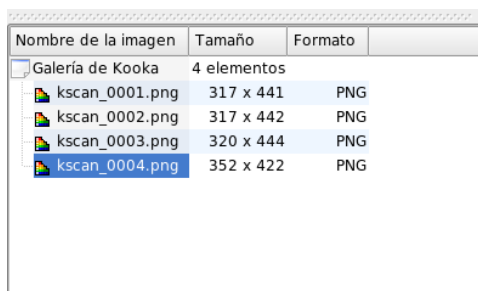 Nombre de la imagen Tamaño Formato
Galería de Kooka 4 elementos
kscan_0001.png 317 x 441 PNG
kscan_0002.png 317 x 442 PNG
kscan_0003.png 320 x 444 PNG
kscan_0004.png 352 x 422 PNG